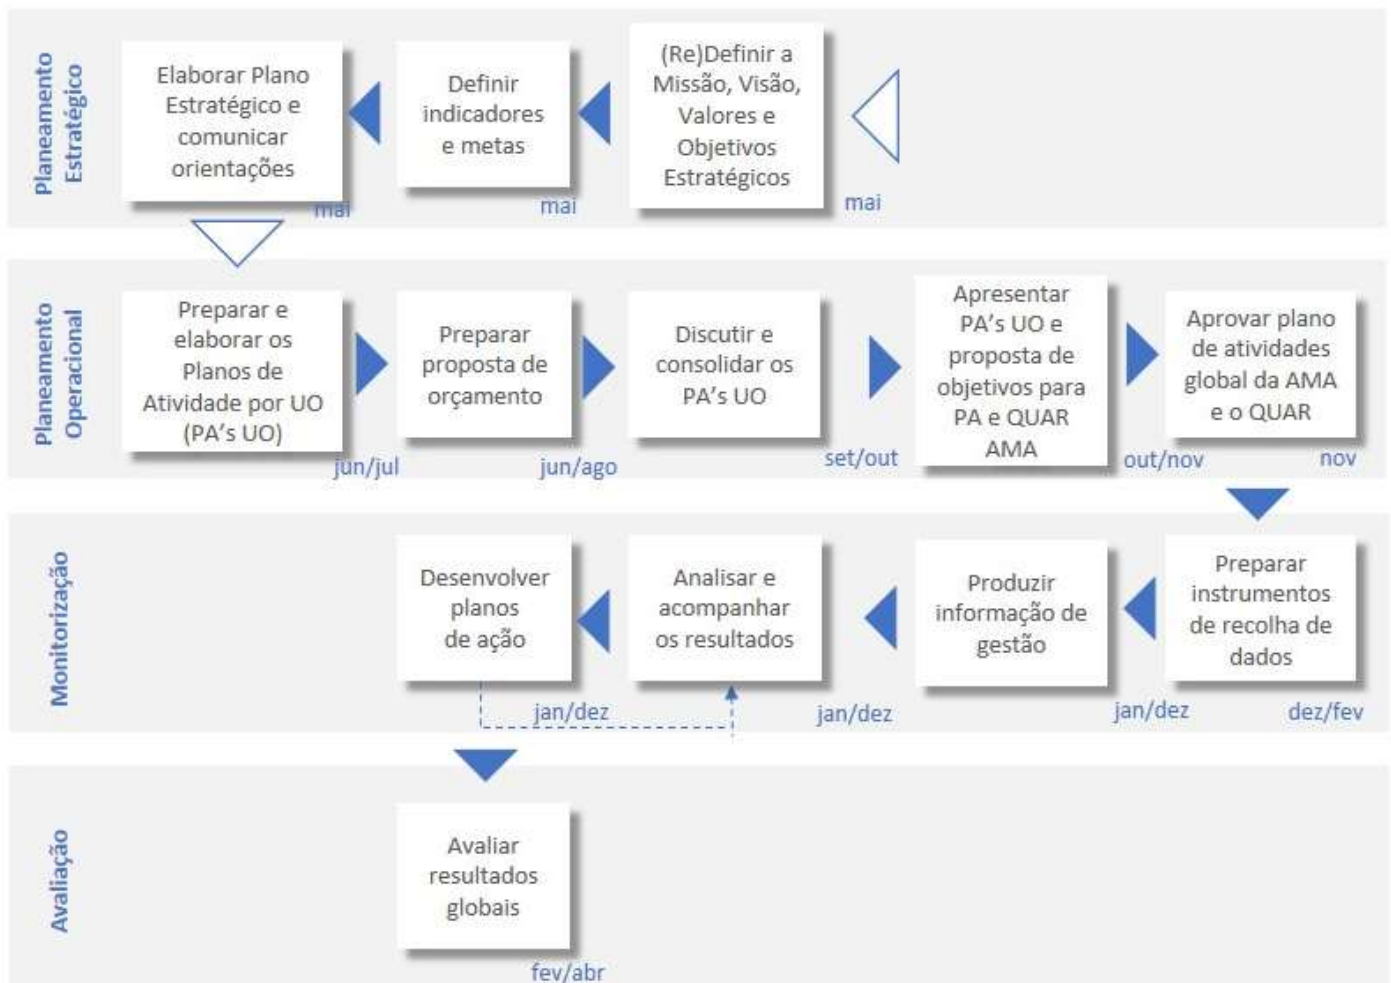 Planeamento
Estratégico
Elaborar Plano
Estratégico e
comunicar
orientações
mai
Definir
indicadores
e metas
mai
(Re)Definir a
Missão, Visão,
Valores e
Objetivos
Estratégicos
mai
Planeamento
Operacional
Preparar e
elaborar os
Planos de
Atividade por UO
(PA’s UO)
jun/jul
Preparar
proposta de
orçamento
jun/ago
Discutir e
consolidar os
PA’s UO
set/out
Apresentar
PA’s UO e
proposta de
objetivos para
PA e QUAR
AMA
out/nov
Aprovar plano
de atividades
global da AMA
e o QUAR
nov
Monitorização
Desenvolver
planos
de ação
jan/dez
Analisar e
acompanhar
os resultados
jan/dez
Produzir
informação de
gestão
jan/dez
Preparar
instrumentos
de recolha de
dados
dez/fev
Avaliação
Avaliar
resultados
globais
fev/abr